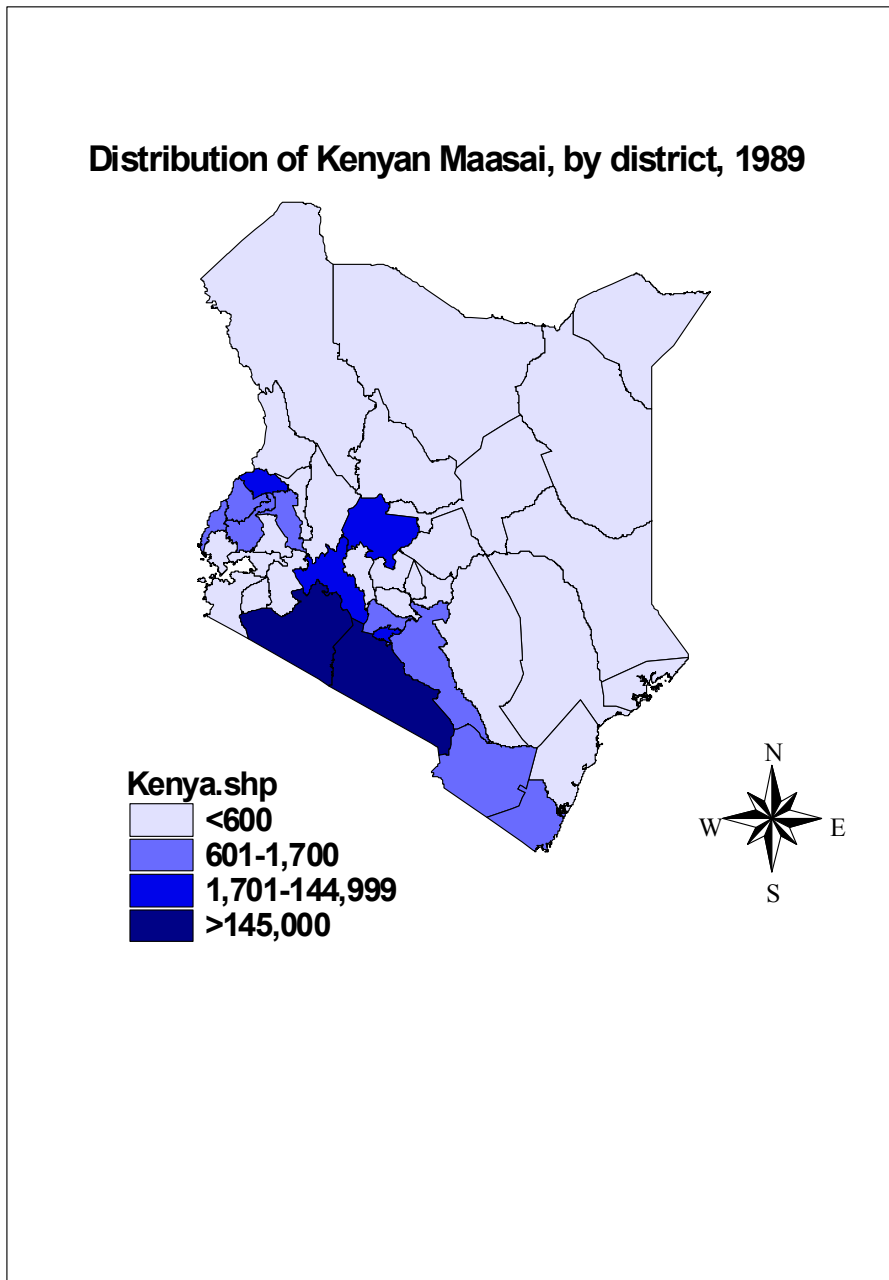 Distribution of Kenyan Maasai, by district, 1989
N
W
E
S
Kenya.shp
<600
601-1,700
1,701-144,999
>145,000